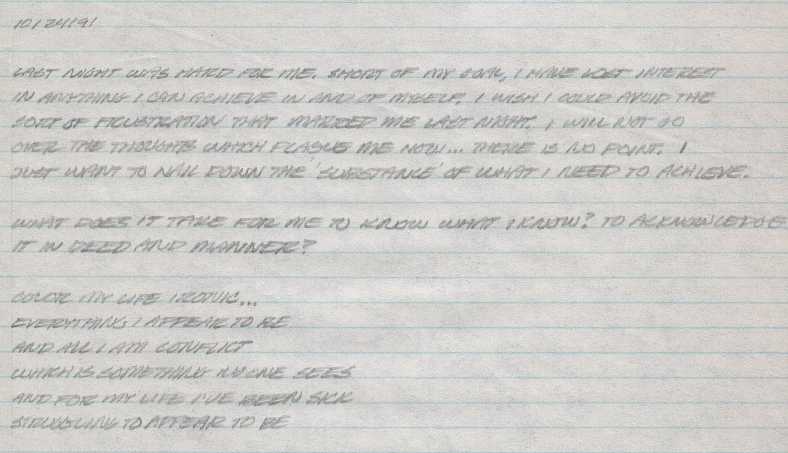 10/24/91
LAST NIGHT WAS HARD FOR ME. SHORT OF MY GOAL, I HAVE LOST INTEREST
IN ANYTHING I CAN ACHIEVE IN AND OF MYSELF. I WISH I COULD AVOID THE
SORT OF FRUSTRATION THAT MARRED ME LAST NIGHT. I WILL NOT GO
OVER THE THOUGHTS WHICH PLAGUE ME NOW... THERE IS NO POINT. I
JUST WANT TO NAIL DOWN THE 'SUBSTANCE' OF WHAT I NEED TO ACHIEVE.
WHAT DOES IT TAKE FOR ME TO KNOW WHAT I KNOW? TO ACKNOWLEDGE
IT IN DEED AND MANNER?
COLOR MY LIFE IRONIC...
EVERYTHING I APPEAR TO BE
AND ALL I AM CONFLICT
WHICH IS SOMETHING NO ONE SEES
AND FOR MY LIFE I'VE BEEN SICK
STRUGGLING TO APPEAR TO BE